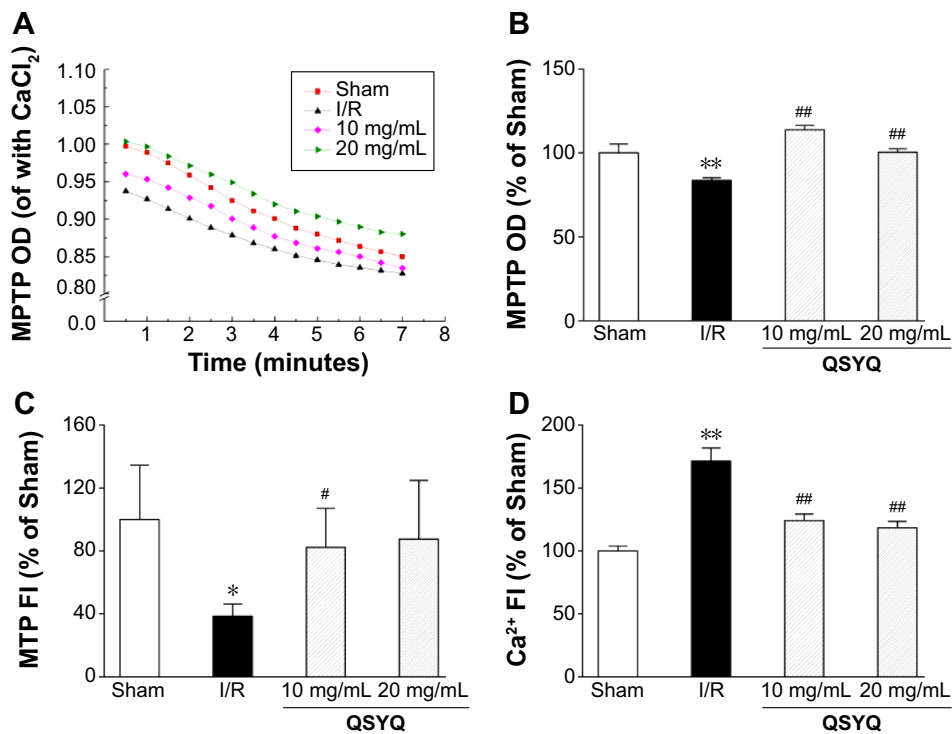 A
MPTP OD (of with CaCl₂)
1.10
1.05
1.00
0.95
0.90
0.85
0.80
0.0
Sham
I/R
10 mg/mL
20 mg/mL
1 2 3 4 5 6 7 8
Time (minutes)
B
MPTP OD (% of Sham)
150
100
50
0
**
##
##
Sham I/R 10 mg/mL 20 mg/mL
QSYQ
C
MTP FI (% of Sham)
160
120
80
40
0
*
#
Sham I/R 10 mg/mL 20 mg/mL
QSYQ
D
Ca²⁺ FI (% of Sham)
200
150
100
50
0
**
##
##
Sham I/R 10 mg/mL 20 mg/mL
QSYQ